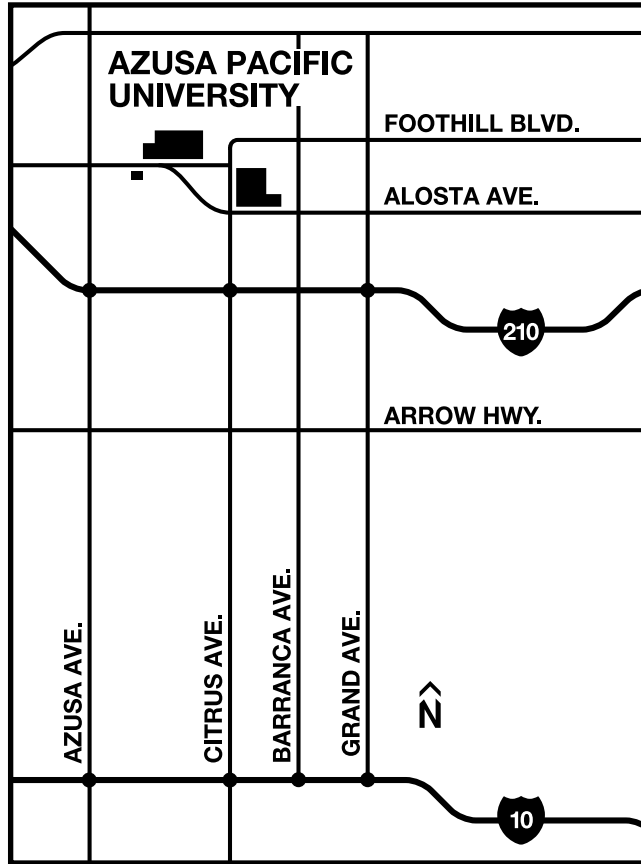 AZUSA PACIFIC
UNIVERSITY
FOOTHILL BLVD.
ALOSTA AVE.
210
ARROW HWY.
AZUSA AVE.
CITRUS AVE.
BARRANCA AVE.
GRAND AVE.
N
10